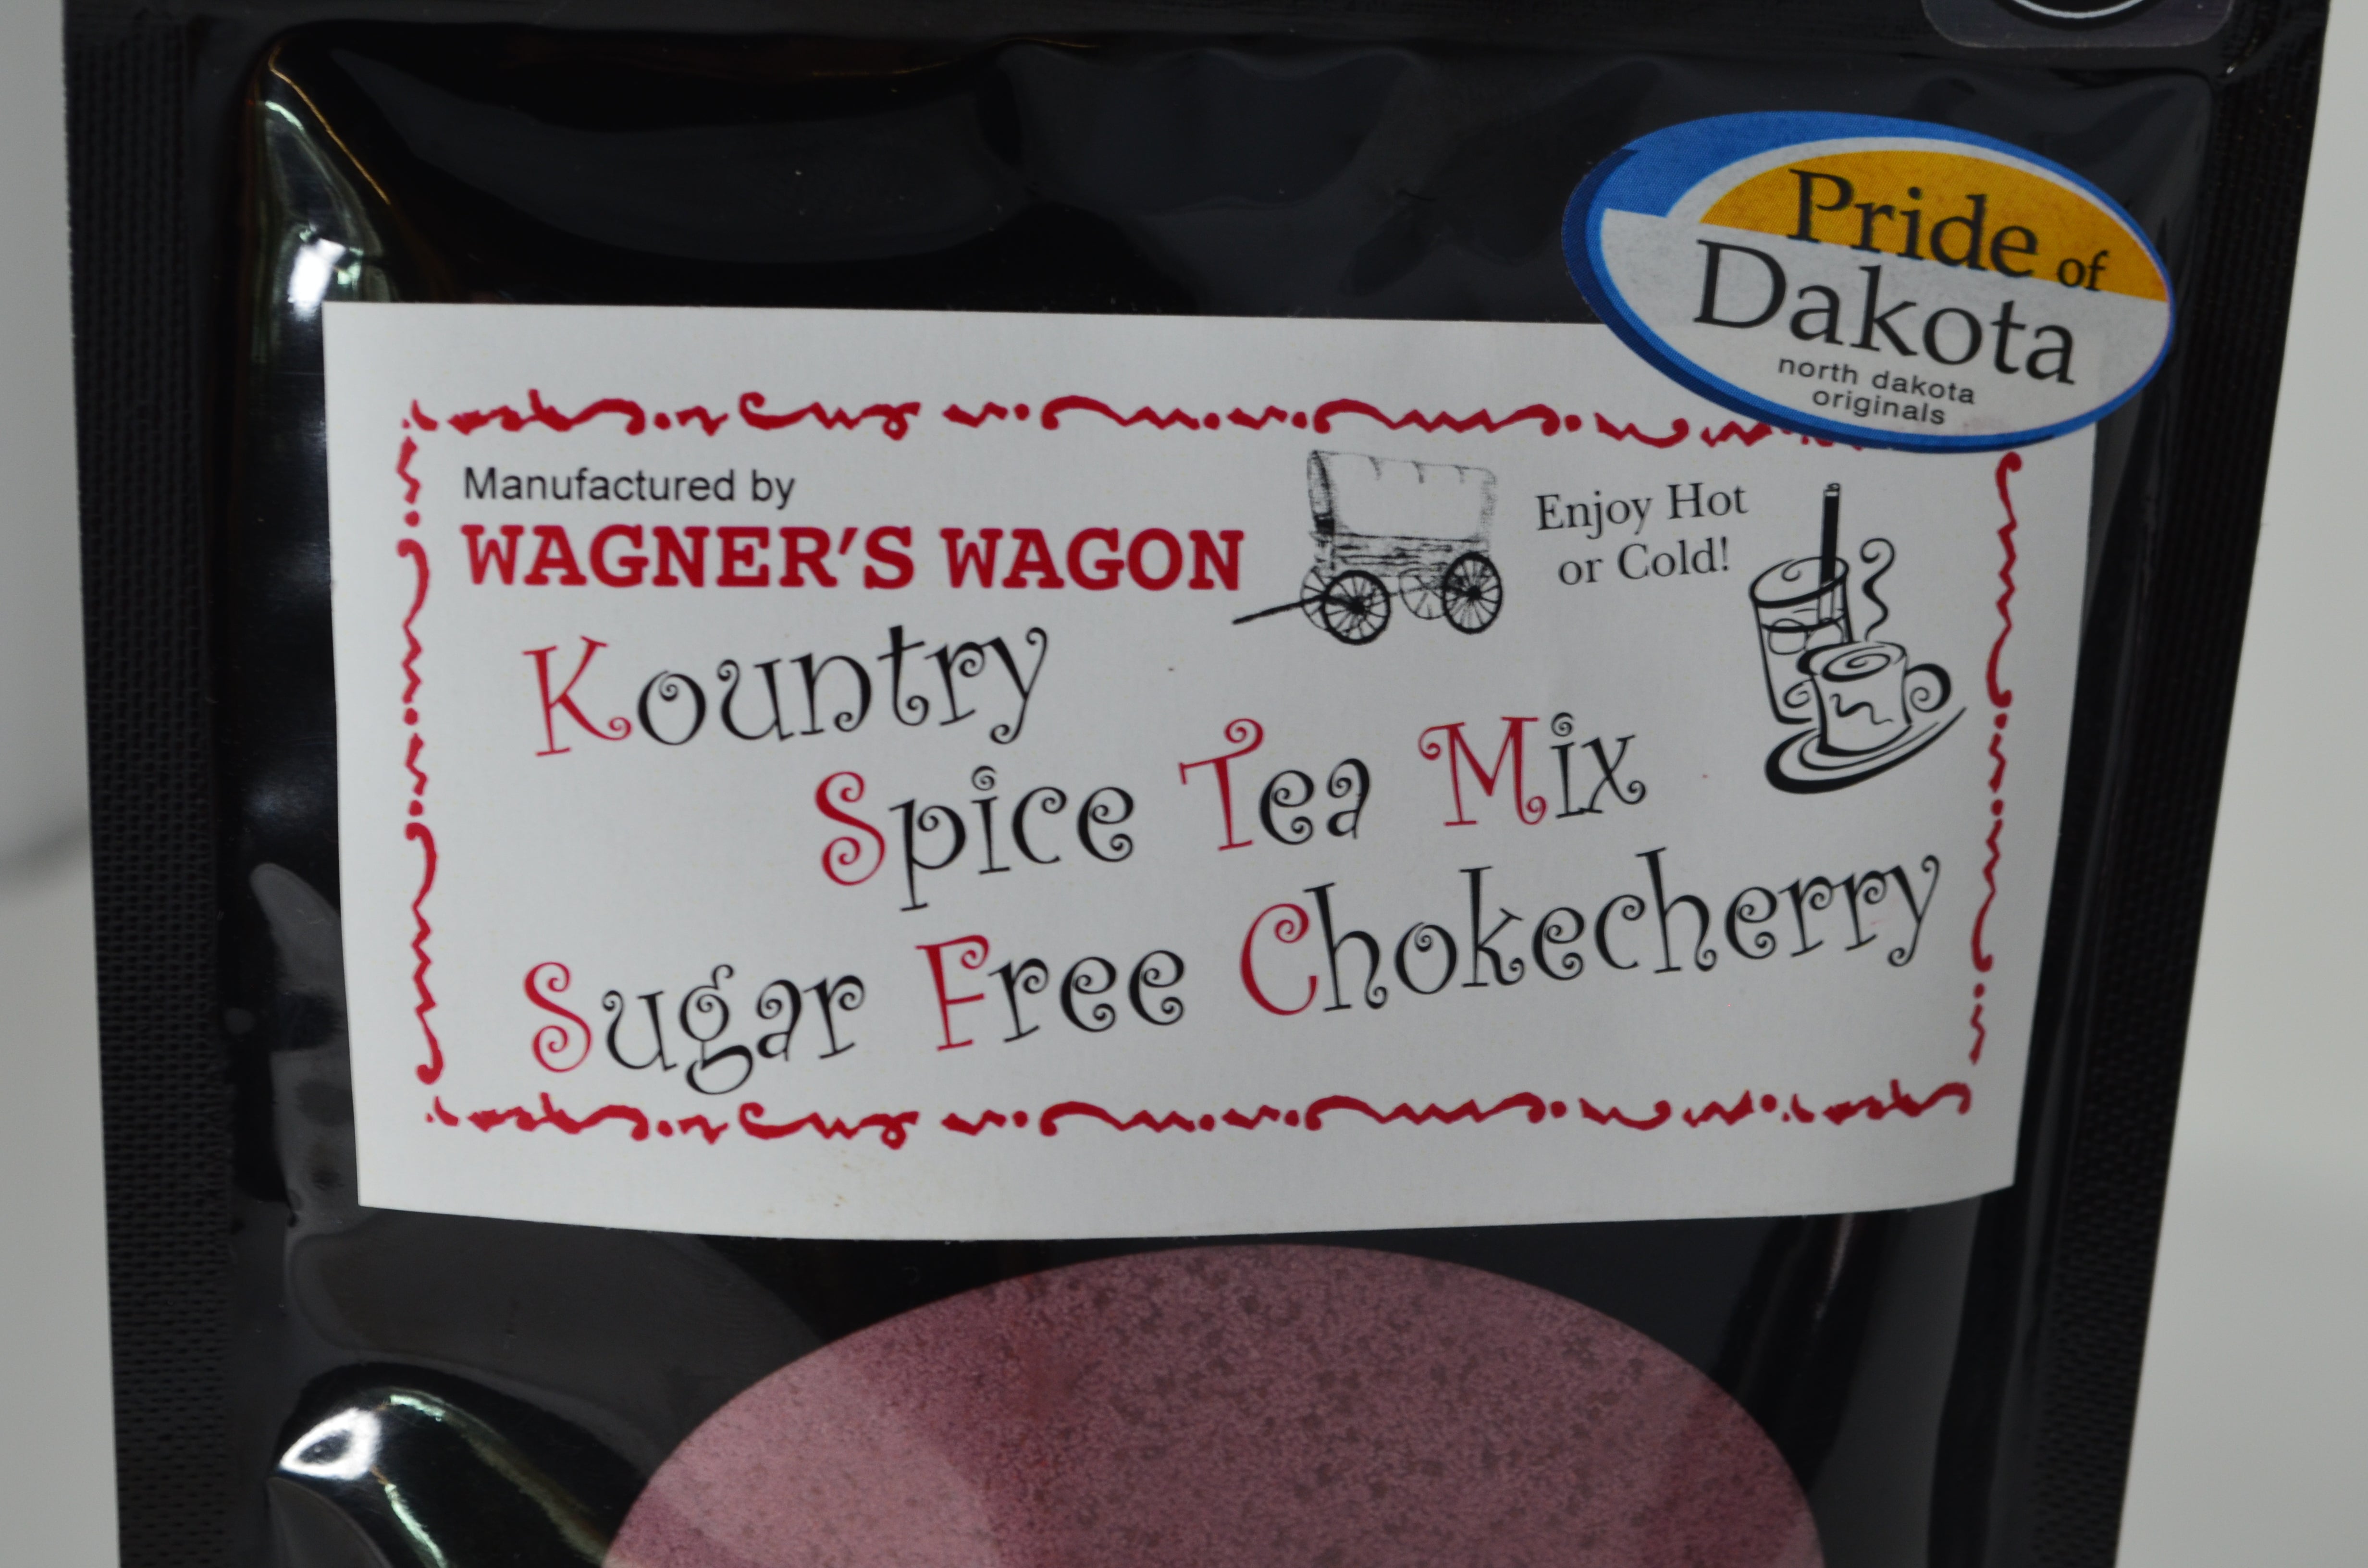 Pride of
Dakota
north dakota
originals
Manufactured by
WAGNER'S WAGON
Enjoy Hot
or Cold!
Kountry
Spice Tea Mix
Sugar Free Chokecherry